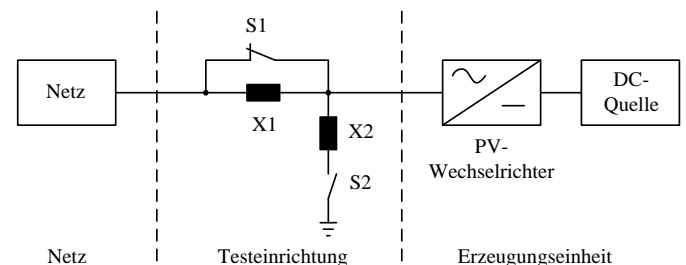 S1
Netz
X1
X2
S2
DC-
Quelle
PV-
Wechselrichter
Netz
Testeinrichtung
Erzeugungseinheit